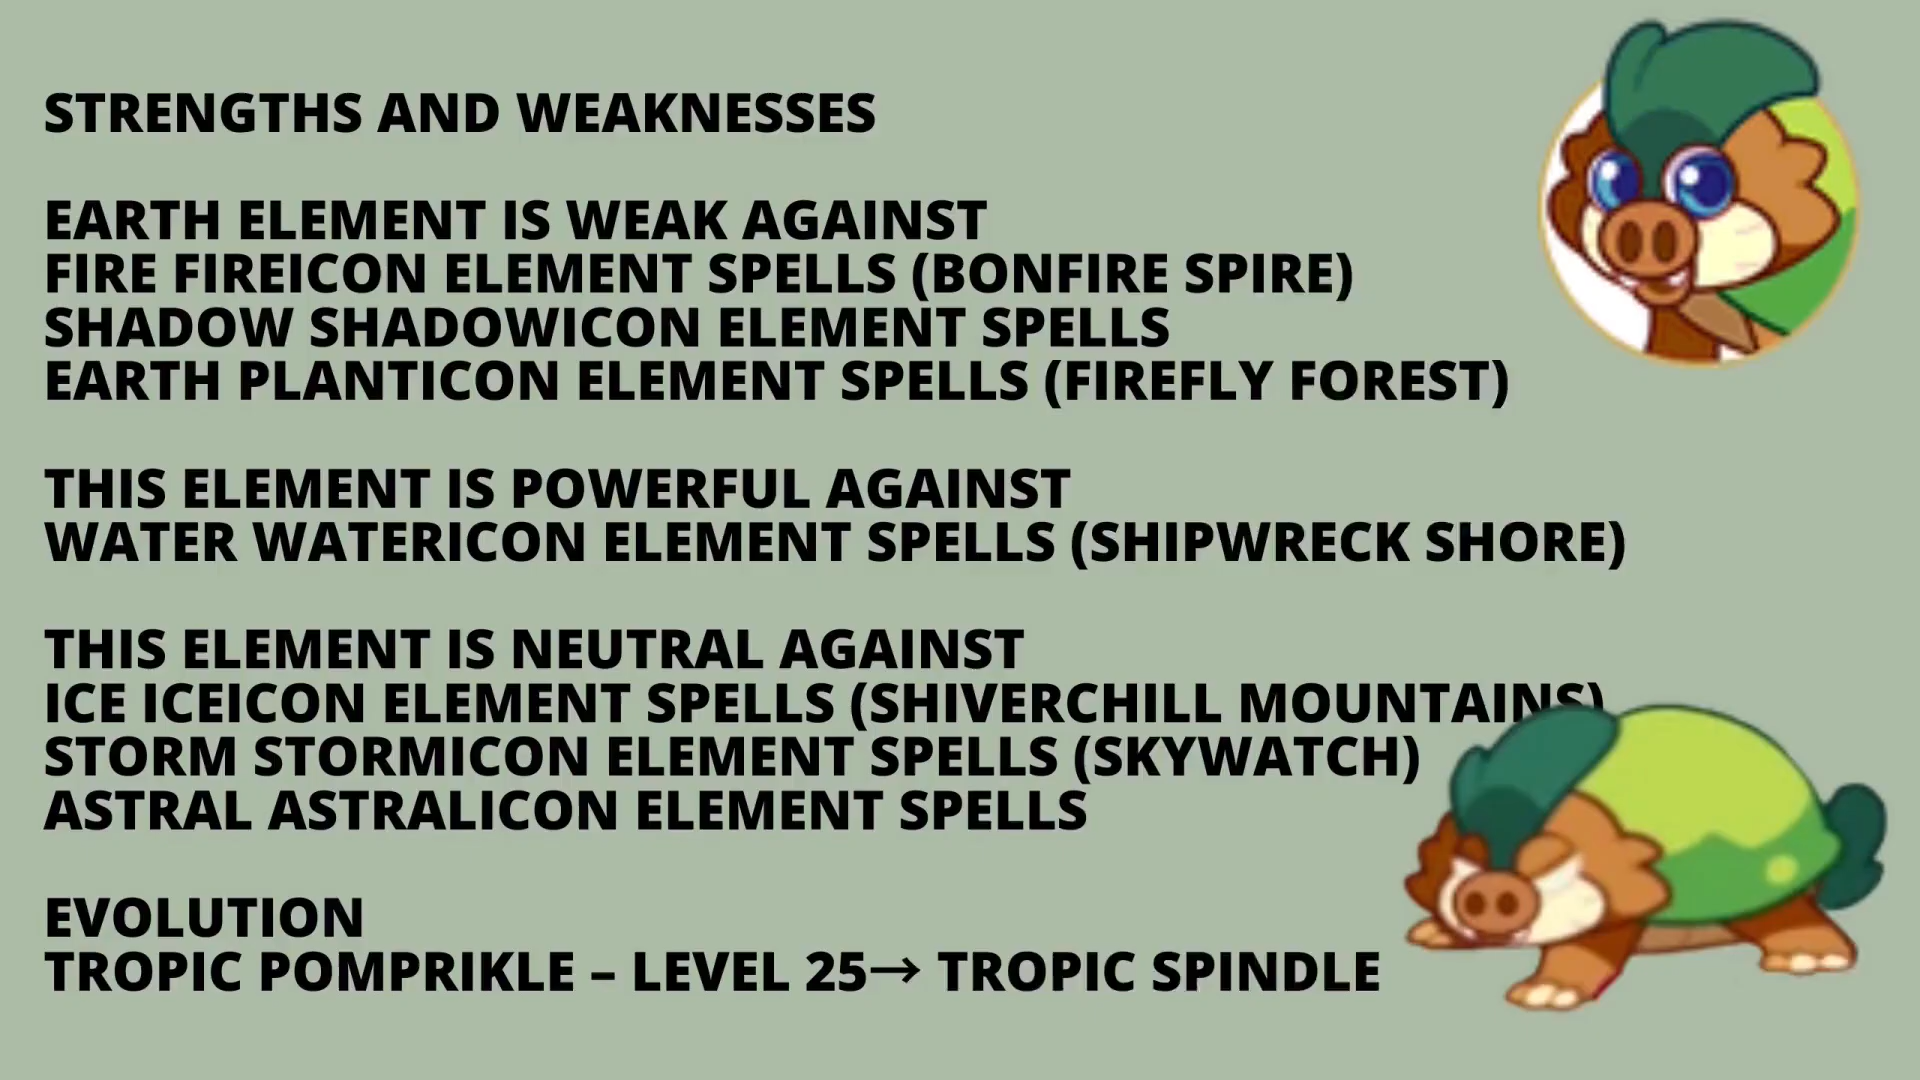 STRENGTHS AND WEAKNESSES
EARTH ELEMENT IS WEAK AGAINST
FIRE FIREICON ELEMENT SPELLS (BONFIRE SPIRE)
SHADOW SHADOWICON ELEMENT SPELLS
EARTH PLANTICON ELEMENT SPELLS (FIREFLY FOREST)
THIS ELEMENT IS POWERFUL AGAINST
WATER WATERICON ELEMENT SPELLS (SHIPWRECK SHORE)
THIS ELEMENT IS NEUTRAL AGAINST
ICE ICEICON ELEMENT SPELLS (SHIVERCHILL MOUNTAINS)
STORM STORMICON ELEMENT SPELLS (SKYWATCH)
ASTRAL ASTRALICON ELEMENT SPELLS
EVOLUTION
TROPIC POMPRIKLE – LEVEL 25→ TROPIC SPINDLE